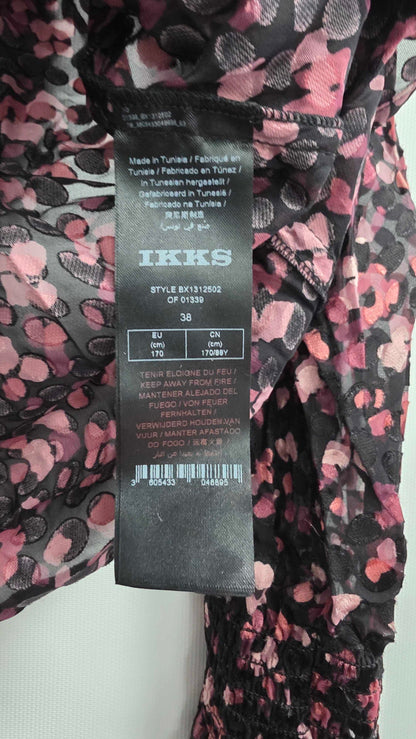 Made in Tunisia / Fabriqué en
Tunisie / Fabricado en Túnez /
In Tunesien hergestellt /
Gefabriceerd in Tunesië /
Fabricado na Tunísia /
突尼斯制造
صنع في تونس /
IKKS
STYLE BX1312502
OF 01339
38
EU CN
(cm) (cm)
170 170/88Y
TENIR ELOIGNE DU FEU /
KEEP AWAY FROM FIRE /
MANTENER ALEJADO DEL
FUEGO / VON FEUER
FERNHALTEN /
VERWIJDERD HOUDEN VAN
VUUR / MANTER AFASTADO
DO FOGO / 远离火源 /
3 605433 046895